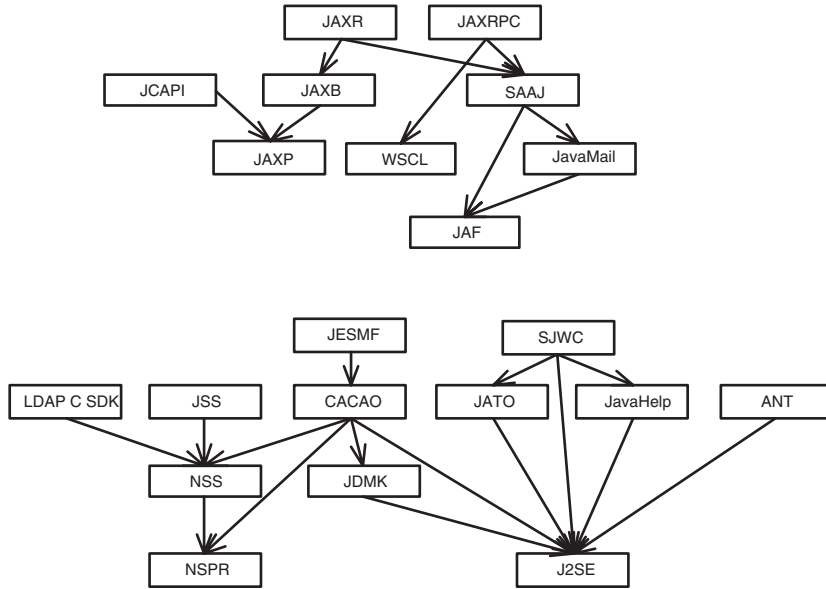 JAXR
JAXRPC
JCAPI
JAXB
SAAJ
JAXP
WSCL
JavaMail
JAF
JESMF
SJWC
LDAP C SDK
JSS
CACAO
JATO
JavaHelp
ANT
NSS
JDMK
NSPR
J2SE